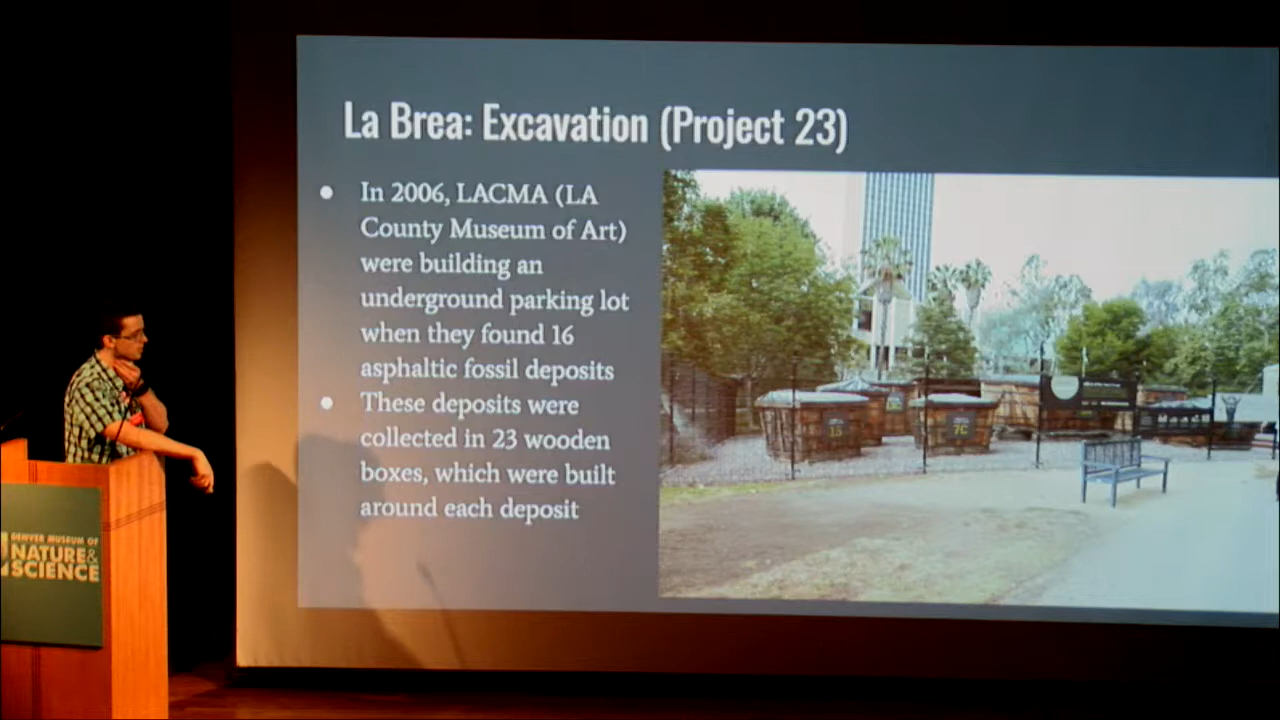 La Brea: Excavation (Project 23)
● In 2006, LACMA (LA
County Museum of Art)
were building an
underground parking lot
when they found 16
asphaltic fossil deposits
● These deposits were
collected in 23 wooden
boxes, which were built
around each deposit
7C
DENVER MUSEUM OF
NATURE &
SCIENCE